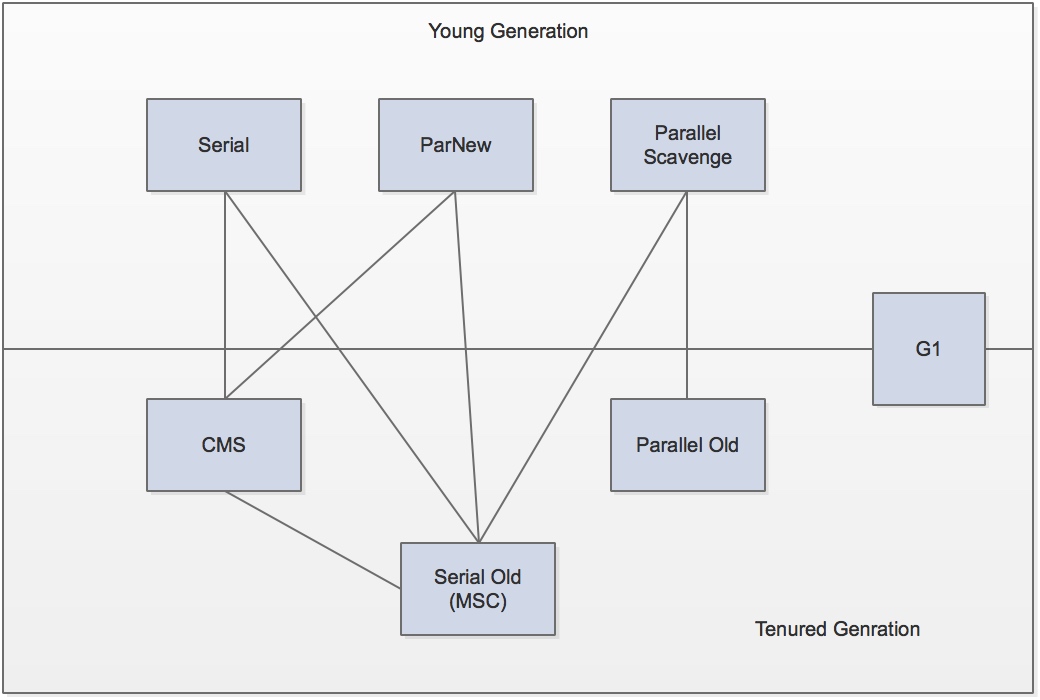 Young Generation
Serial
ParNew
Parallel
Scavenge
G1
CMS
Parallel Old
Serial Old
(MSC)
Tenured Genration